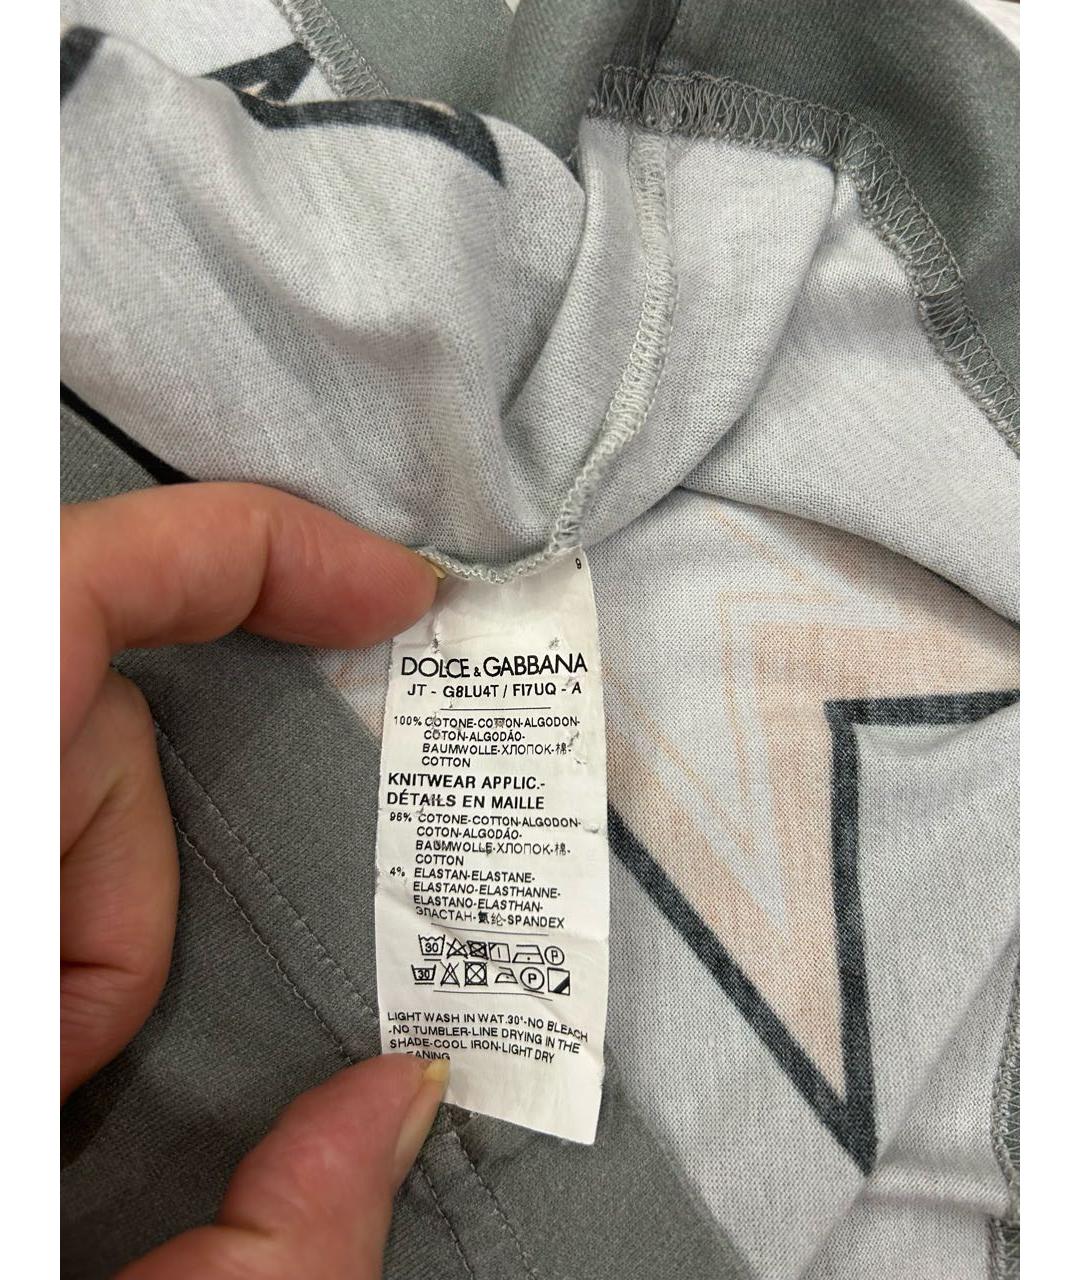 9
DOLCE & GABBANA
JT - G8LU4T / FI7UQ - A
100% COTONE-COTTON-ALGODON-
COTON-ALGODÃO-
BAUMWOLLE-ХЛОПОК-棉-
COTTON
KNITWEAR APPLIC.-
DÉTAILS EN MAILLE
96% COTONE-COTTON-ALGODON-
COTON-ALGODÃO-
BAUMWOLLE-ХЛОПОК-棉-
COTTON
4% ELASTAN-ELASTANE-
ELASTANO-ELASTHANNE-
ELASTANO-ELASTHAN-
ЭЛАСТАН-氨纶-SPANDEX
30 P
30 P
LIGHT WASH IN WAT.30°-NO BLEACH
-NO TUMBLER-LINE DRYING IN THE
SHADE-COOL IRON-LIGHT DRY